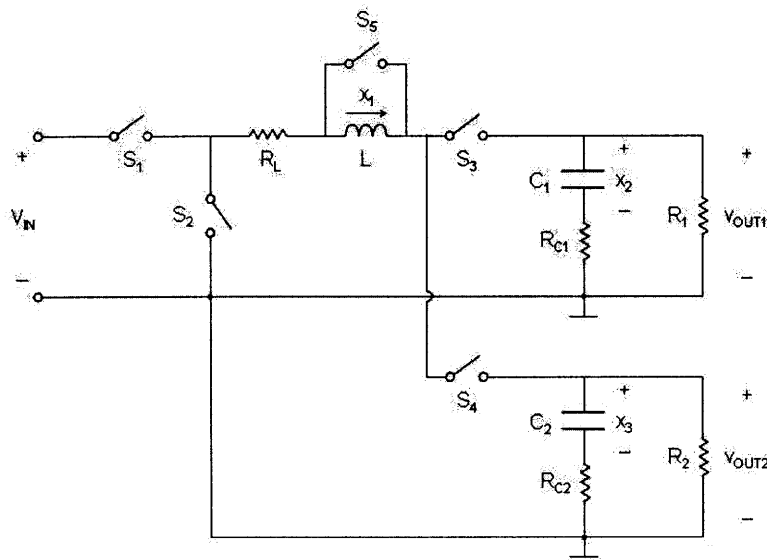 S5
X1
+
S1
RL
L
S3
+
+
VIN
S2
C1
X2
RC1
R1
VOUT1
−
−
−
S4
+
+
C2
X3
RC2
R2
VOUT2
−
−